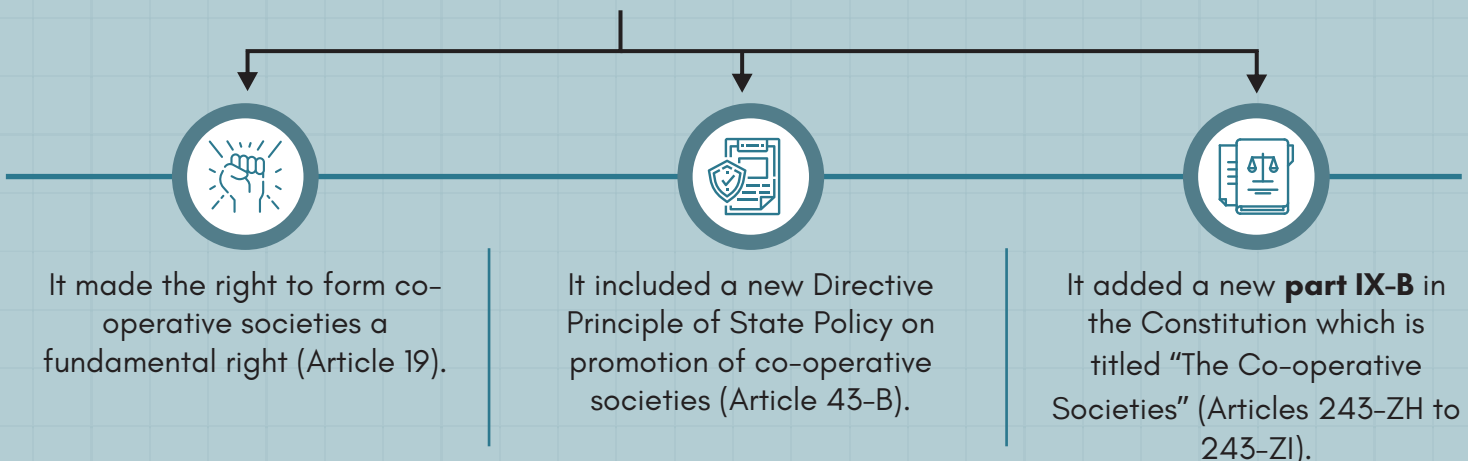 It made the right to form co-
operative societies a
fundamental right (Article 19).
It included a new Directive
Principle of State Policy on
promotion of co-operative
societies (Article 43-B).
It added a new part IX-B in
the Constitution which is
titled “The Co-operative
Societies” (Articles 243-ZH to
243-ZI).